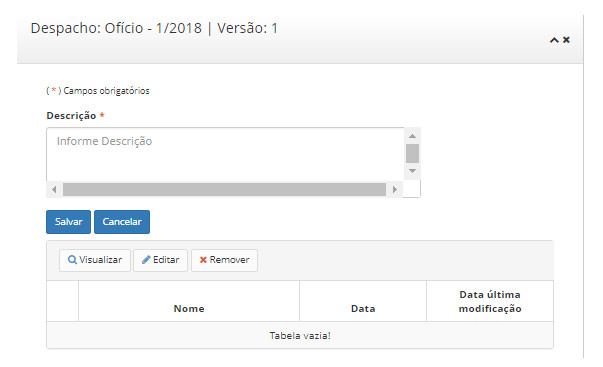 Despacho: Ofício - 1/2018 | Versão: 1
( * ) Campos obrigatórios
Descrição *
Informe Descrição
Salvar Cancelar
Visualizar Editar Remover
Nome Data Data última modificação
Tabela vazia!